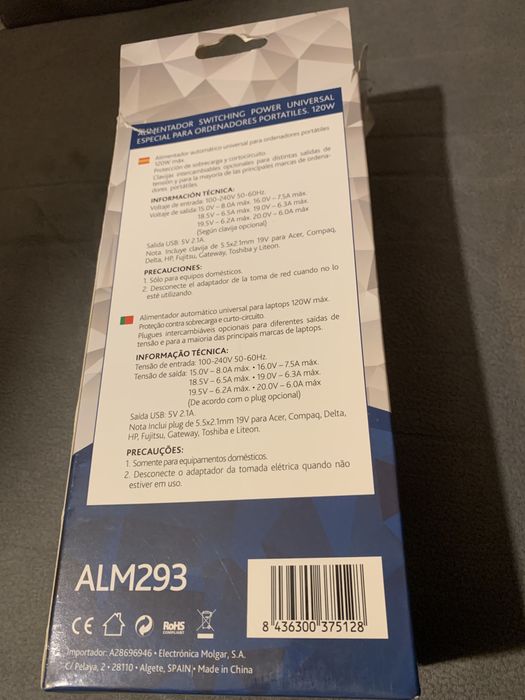 ALIMENTADOR SWITCHING POWER UNIVERSAL
ESPECIAL PARA ORDENADORES PORTATILES. 120W
Alimentador automático universal para ordenadores portátiles
120W máx.
Protección de sobrecarga y cortocircuito.
Clavijas intercambiables opcionales para distintas salidas de
tensión y para la mayoría de las principales marcas de ordena-
dores portátiles.
INFORMACIÓN TÉCNICA:
Voltaje de entrada: 100-240V 50-60Hz.
Voltaje de salida: 15.0V – 8.0A máx. 16.0V – 7.5A máx.
18.5V – 6.5A máx. 19.0V – 6.3A máx.
19.5V – 6.2A máx. 20.0V – 6.0A máx
(Según clavija opcional)
Salida USB: 5V 2.1A.
Nota. Incluye clavija de 5.5x2.1mm 19V para Acer, Compaq,
Delta, HP, Fujitsu, Gateway, Toshiba y Liteon.
PRECAUCIONES:
1. Sólo para equipos domésticos.
2. Desconecte el adaptador de la toma de red cuando no lo
esté utilizando.
Alimentador automático universal para laptops 120W máx.
Proteção contra sobrecarga e curto-circuito.
Plugues intercambiáveis opcionais para diferentes saídas de
tensão e para a maioria das principais marcas de laptops.
INFORMAÇÃO TÉCNICA:
Tensão de entrada: 100-240V 50-60Hz.
Tensão de saída: 15.0V – 8.0A máx. • 16.0V – 7.5A máx.
18.5V – 6.5A máx. • 19.0V – 6.3A máx.
19.5V – 6.2A máx. • 20.0V – 6.0A máx
(De acordo com o plug opcional)
Saída USB: 5V 2.1A.
Nota Inclui plug de 5.5x2.1mm 19V para Acer, Compaq, Delta,
HP, Fujitsu, Gateway, Toshiba e Liteon.
PRECAUÇÕES:
1. Somente para equipamentos domésticos.
2. Desconecte o adaptador da tomada elétrica quando não
estiver em uso.
ALM293
CE
RoHS
COMPLIANT
8 436300 375128
Importador: A28696946 • Electrónica Molgar, S.A.
C/ Pelaya, 2 • 28110 • Algete, SPAIN • Made in China